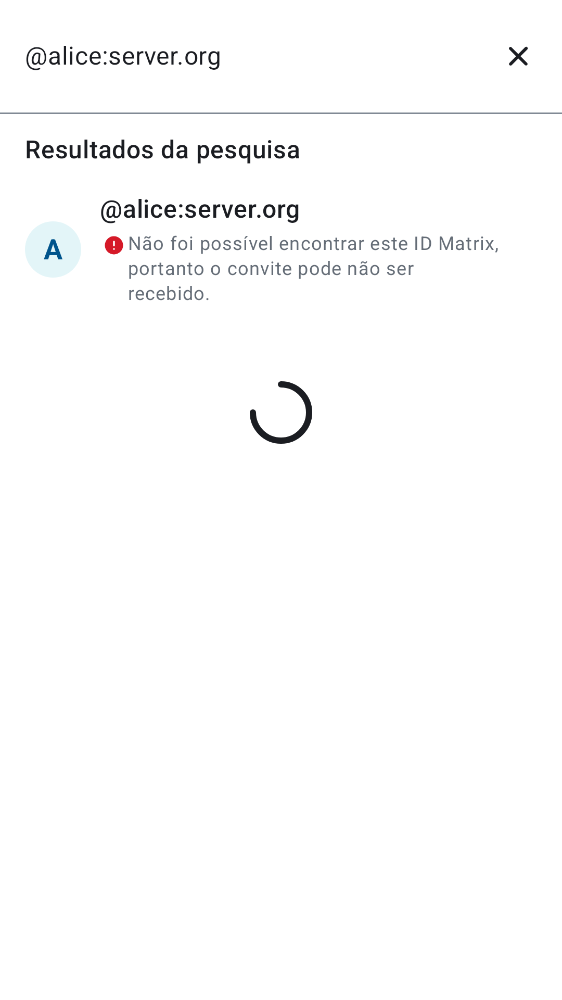 @alice:server.org
Resultados da pesquisa
@alice:server.org
A
Não foi possível encontrar este ID Matrix,
portanto o convite pode não ser
recebido.